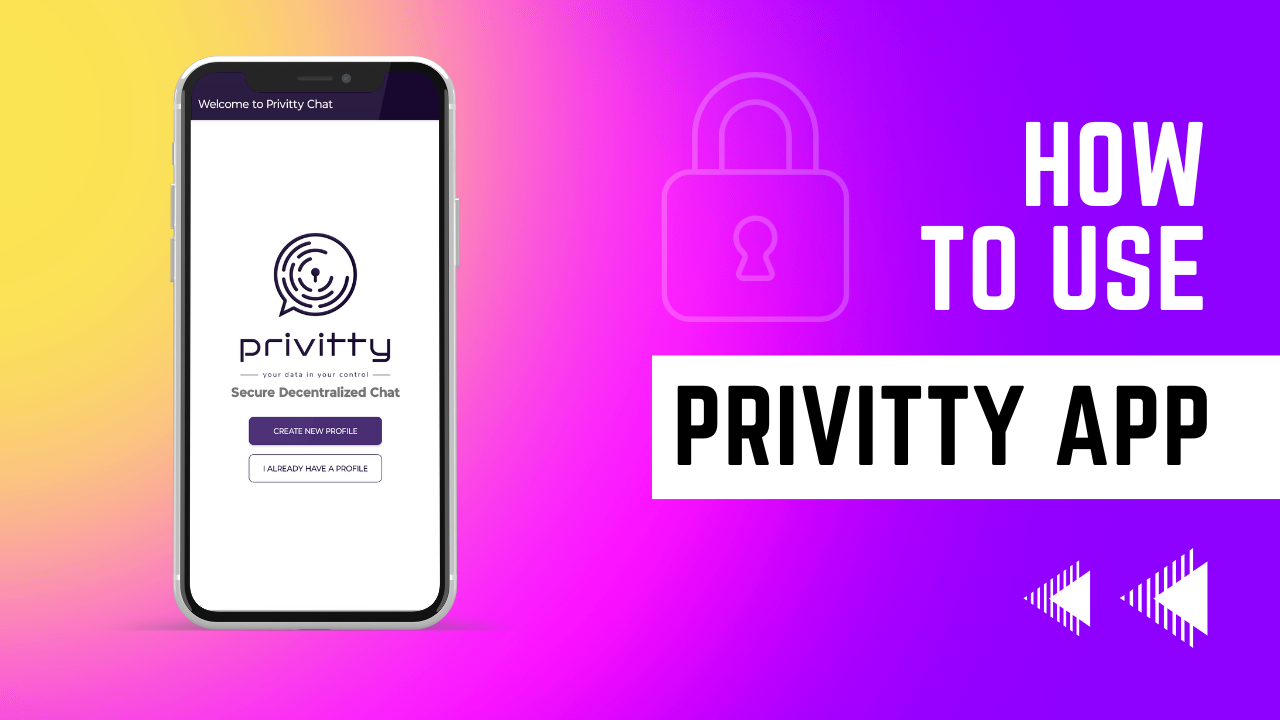 Welcome to Privitty Chat
privitty
your data in your control
Secure Decentralized Chat
CREATE NEW PROFILE
I ALREADY HAVE A PROFILE
HOW
TO USE
PRIVITTY APP